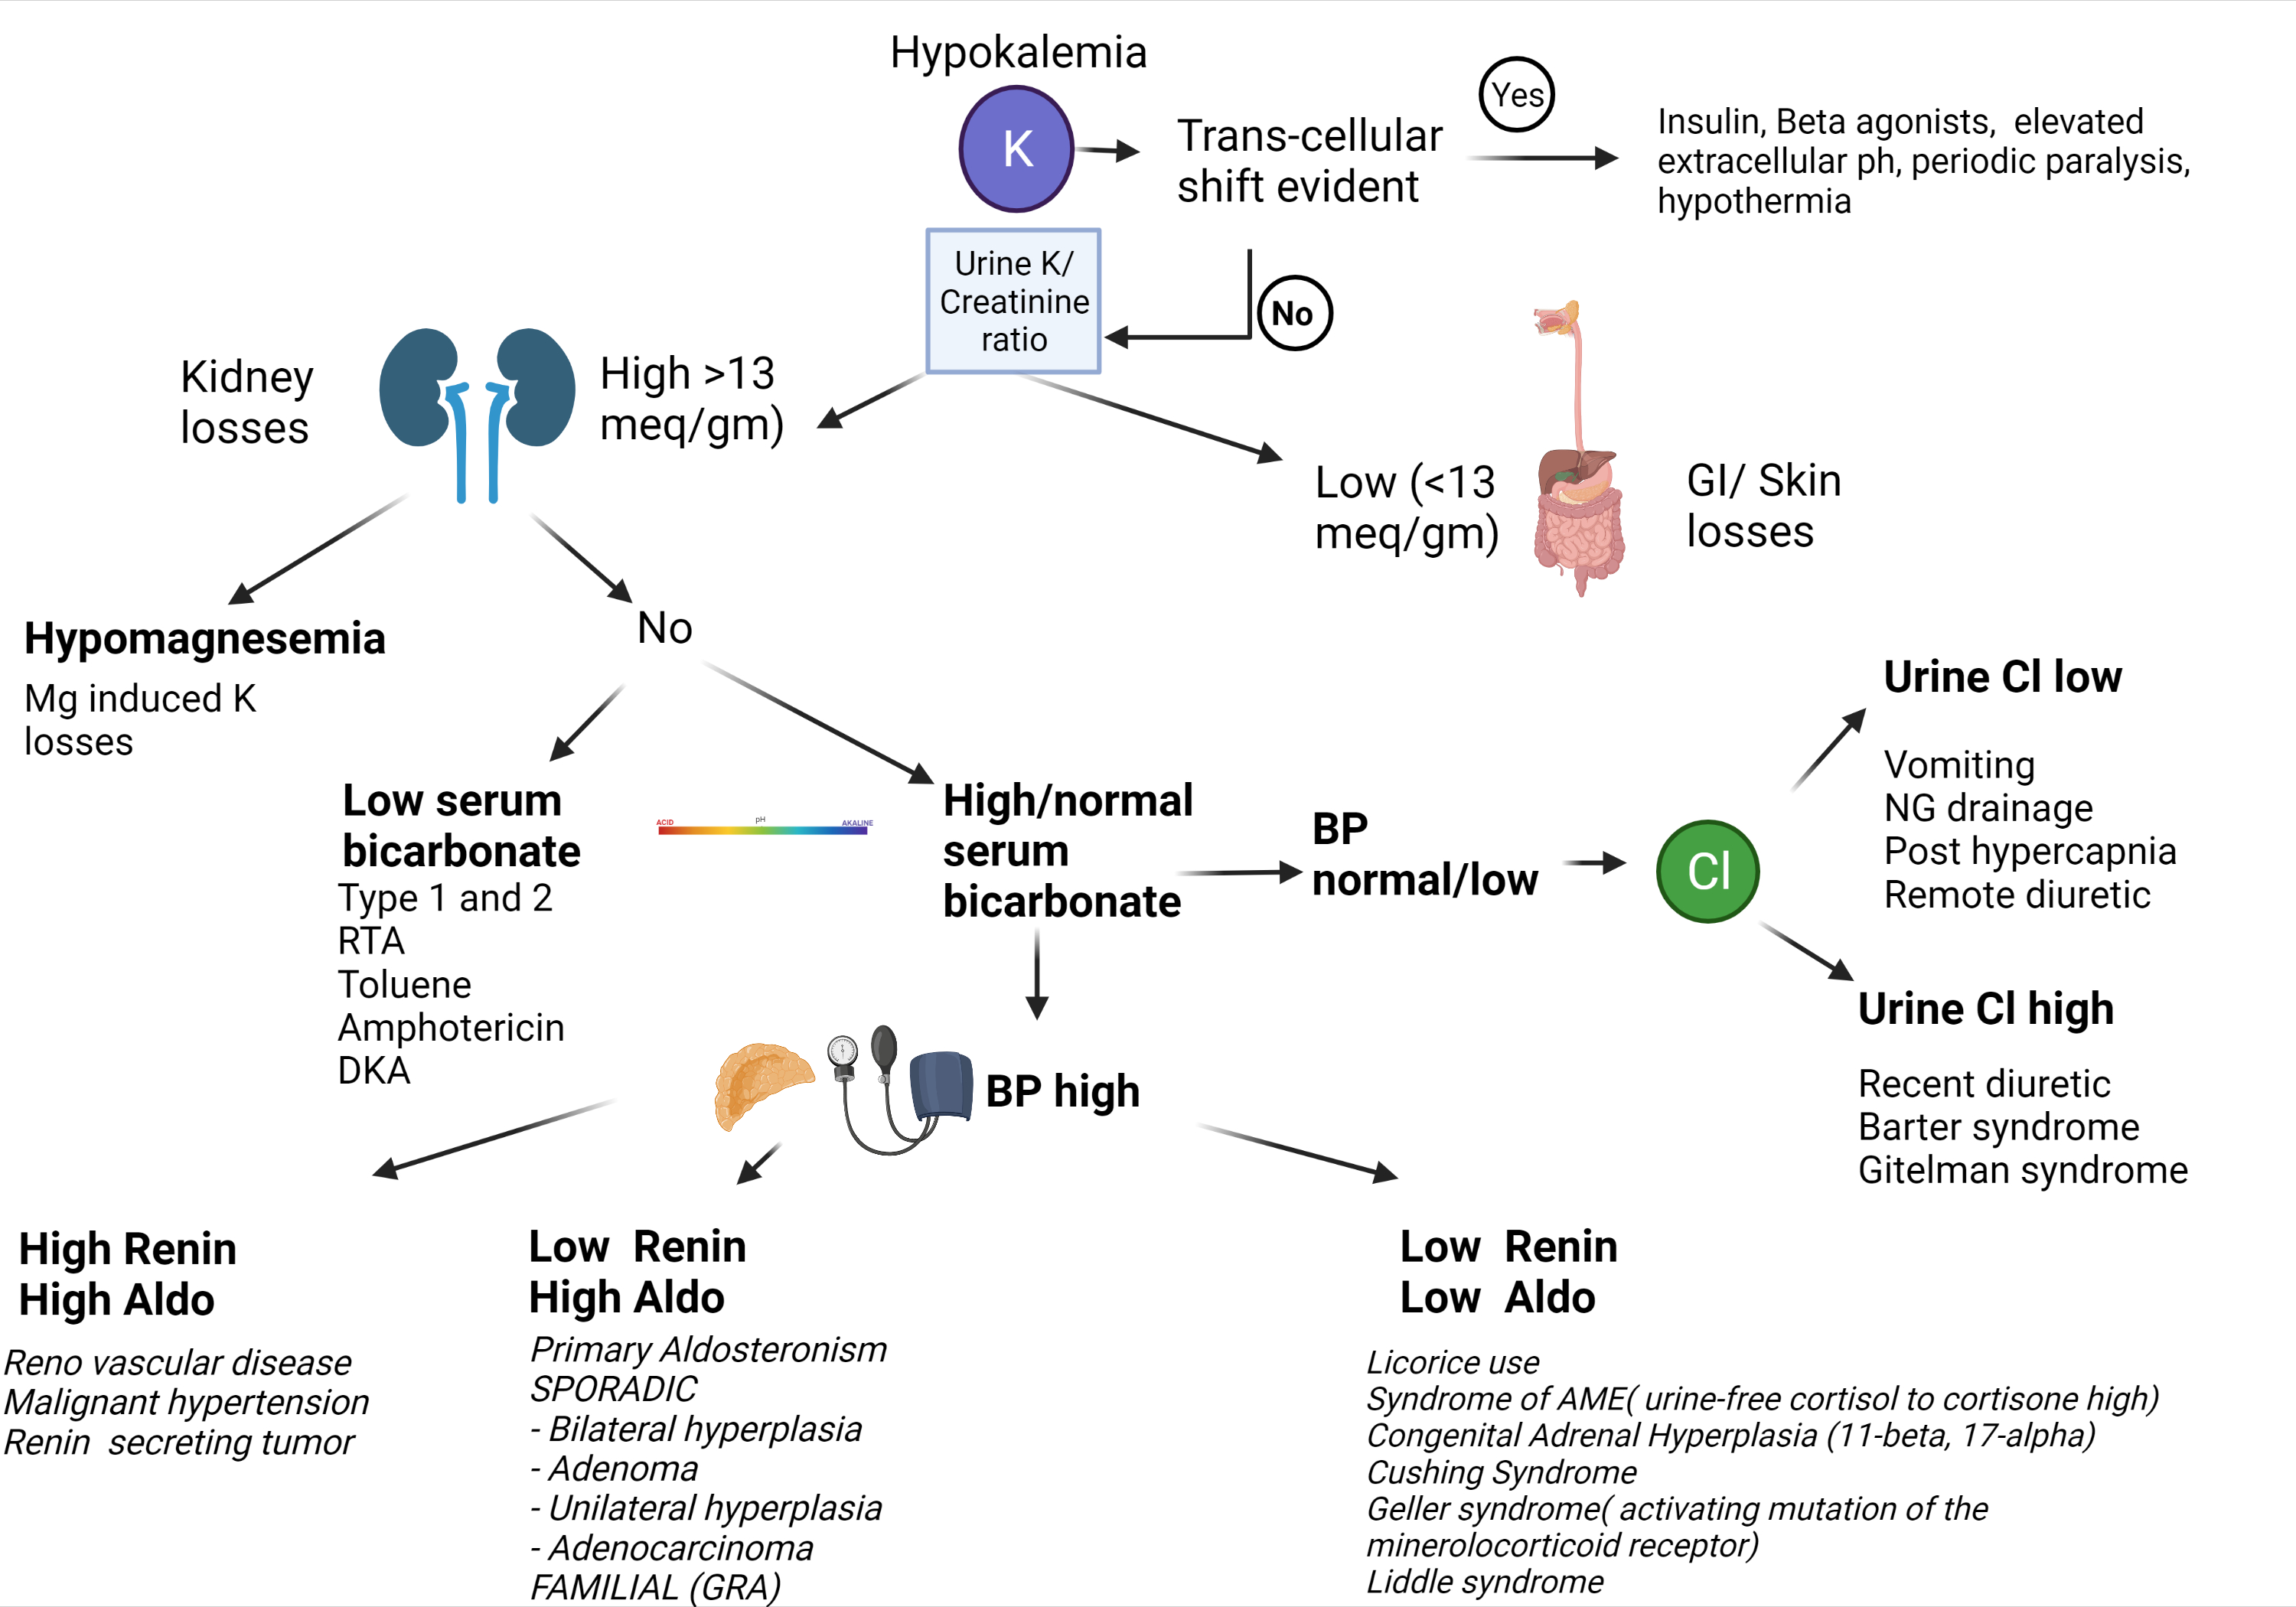 Hypokalemia
K
Trans-cellular
shift evident
Yes
Insulin, Beta agonists,  elevated
extracellular ph, periodic paralysis,
hypothermia
Urine K/
Creatinine
ratio
No
Kidney
losses
High >13
meq/gm)
Low (<13
meq/gm)
GI/ Skin
losses
Hypomagnesemia
Mg induced K
losses
No
Low serum
bicarbonate
Type 1 and 2
RTA
Toluene
Amphotericin
DKA
ACID
pH
AKALINE
High/normal
serum
bicarbonate
BP
normal/low
Cl
Urine Cl low
Vomiting
NG drainage
Post hypercapnia
Remote diuretic
Urine Cl high
Recent diuretic
Barter syndrome
Gitelman syndrome
BP high
High Renin
High Aldo
Reno vascular disease
Malignant hypertension
Renin  secreting tumor
Low  Renin
High Aldo
Primary Aldosteronism
SPORADIC
- Bilateral hyperplasia
- Adenoma
- Unilateral hyperplasia
- Adenocarcinoma
FAMILIAL (GRA)
Low  Renin
Low  Aldo
Licorice use
Syndrome of AME( urine-free cortisol to cortisone high)
Congenital Adrenal Hyperplasia (11-beta, 17-alpha)
Cushing Syndrome
Geller syndrome( activating mutation of the
minerolocorticoid receptor)
Liddle syndrome